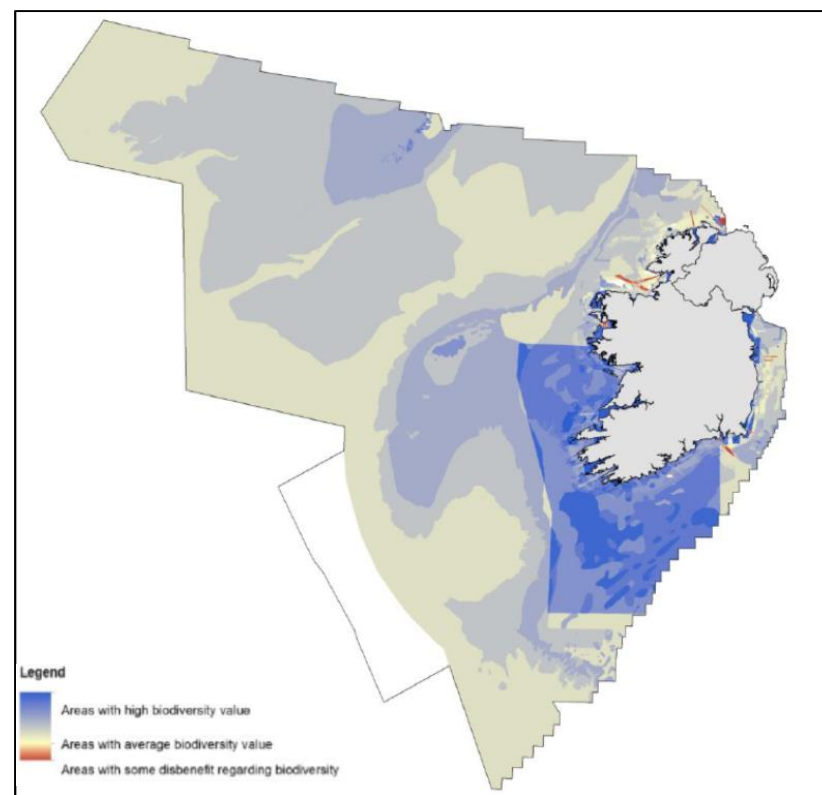 Legend
Areas with high biodiversity value
Areas with average biodiversity value
Areas with some disbenefit regarding biodiversity